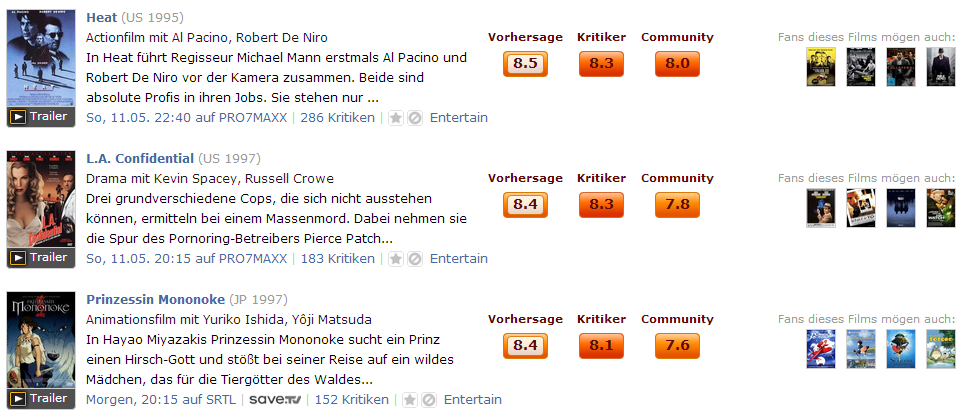 Heat (US 1995)
Actionfilm mit Al Pacino, Robert De Niro
In Heat führt Regisseur Michael Mann erstmals Al Pacino und
Robert De Niro vor der Kamera zusammen. Beide sind
absolute Profis in ihren Jobs. Sie stehen nur ...
So, 11.05. 22:40 auf PRO7MAXX | 286 Kritiken | Entertain
HEAT
Trailer
Vorhersage Kritiker Community
8.5 8.3 8.0
Fans dieses Films mögen auch:
L.A. Confidential (US 1997)
Drama mit Kevin Spacey, Russell Crowe
Drei grundverschiedene Cops, die sich nicht ausstehen
können, ermitteln bei einem Massenmord. Dabei nehmen sie
die Spur des Pornoring-Betreibers Pierce Patch...
So, 11.05. 20:15 auf PRO7MAXX | 183 Kritiken | Entertain
Trailer
Vorhersage Kritiker Community
8.4 8.3 7.8
Fans dieses Films mögen auch:
Prinzessin Mononoke (JP 1997)
Animationsfilm mit Yuriko Ishida, Yôji Matsuda
In Hayao Miyazakis Prinzessin Mononoke sucht ein Prinz
einen Hirsch-Gott und stößt bei seiner Reise auf ein wildes
Mädchen, das für die Tiergötter des Waldes...
Morgen, 20:15 auf SRTL | save.TV | 152 Kritiken | Entertain
PRINZESSIN
MONONOKE
Trailer
Vorhersage Kritiker Community
8.4 8.1 7.6
Fans dieses Films mögen auch: